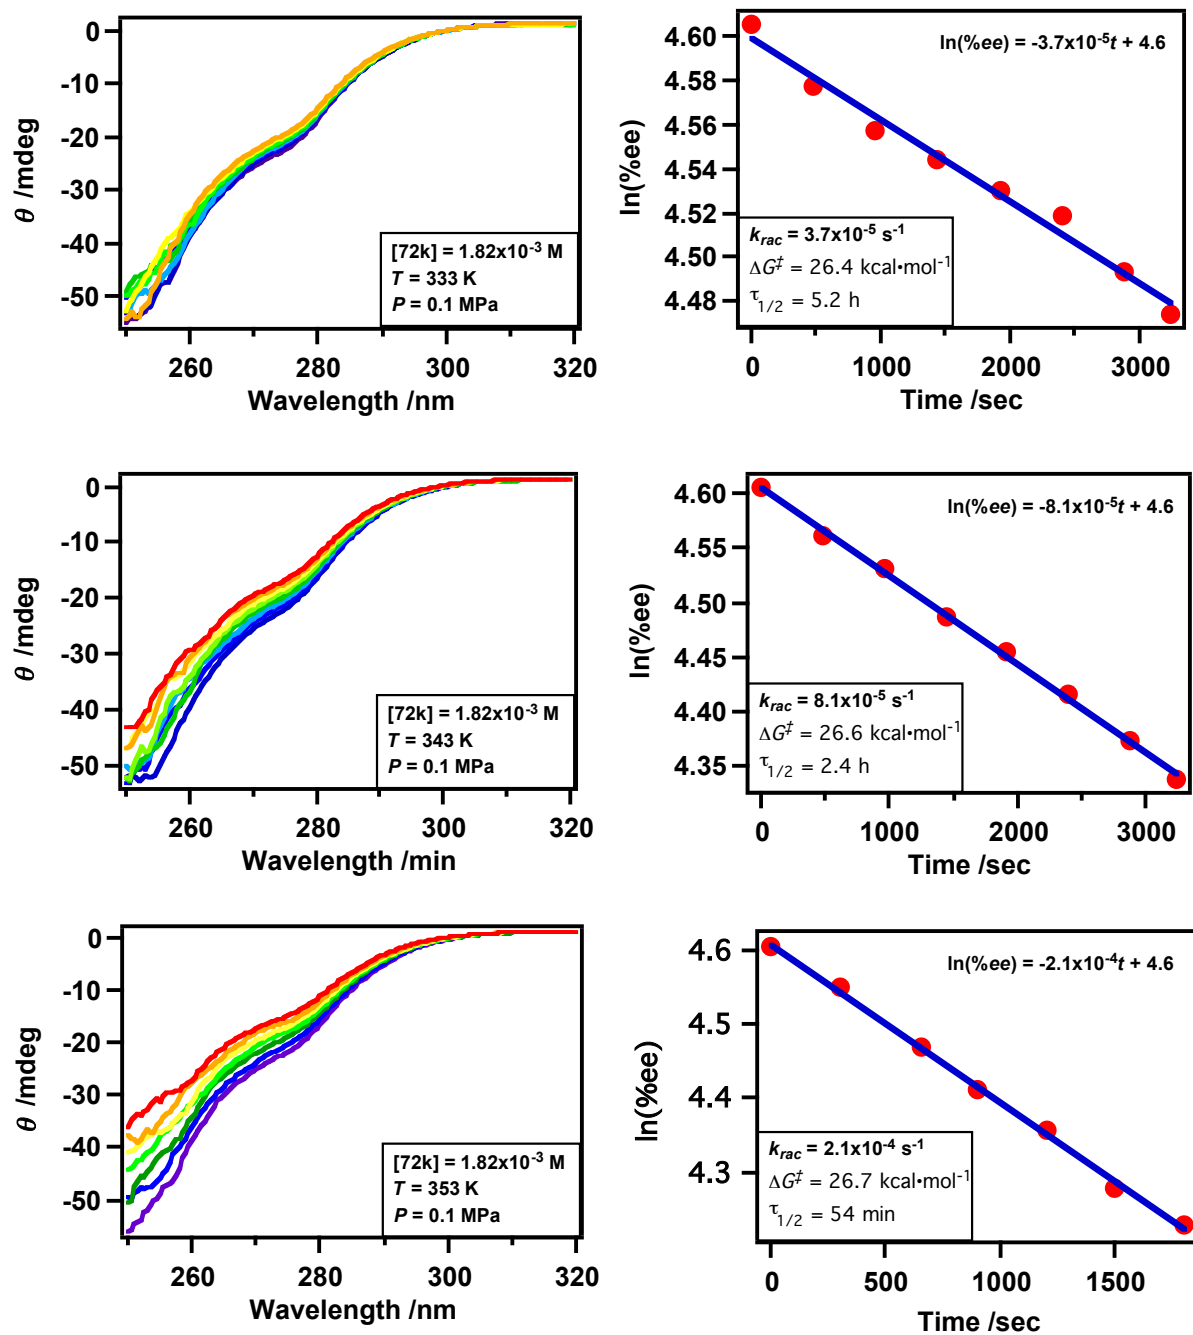 0
-10
-20
-30
-40
-50
θ /mdeg
[72k] = 1.82x10⁻³ M
T = 333 K
P = 0.1 MPa
260 280 300 320
Wavelength /nm
4.60
4.58
4.56
4.54
4.52
4.50
4.48
ln(%ee)
ln(%ee) = -3.7x10⁻⁵t + 4.6
k_rac = 3.7x10⁻⁵ s⁻¹
ΔG‡ = 26.4 kcal•mol⁻¹
τ₁/₂ = 5.2 h
0 1000 2000 3000
Time /sec
0
-10
-20
-30
-40
-50
θ /mdeg
[72k] = 1.82x10⁻³ M
T = 343 K
P = 0.1 MPa
260 280 300 320
Wavelength /min
4.60
4.55
4.50
4.45
4.40
4.35
ln(%ee)
ln(%ee) = -8.1x10⁻⁵t + 4.6
k_rac = 8.1x10⁻⁵ s⁻¹
ΔG‡ = 26.6 kcal•mol⁻¹
τ₁/₂ = 2.4 h
0 1000 2000 3000
Time /sec
0
-10
-20
-30
-40
-50
θ /mdeg
[72k] = 1.82x10⁻³ M
T = 353 K
P = 0.1 MPa
260 280 300 320
Wavelength /nm
4.6
4.5
4.4
4.3
ln(%ee)
ln(%ee) = -2.1x10⁻⁴t + 4.6
k_rac = 2.1x10⁻⁴ s⁻¹
ΔG‡ = 26.7 kcal•mol⁻¹
τ₁/₂ = 54 min
0 500 1000 1500
Time /sec